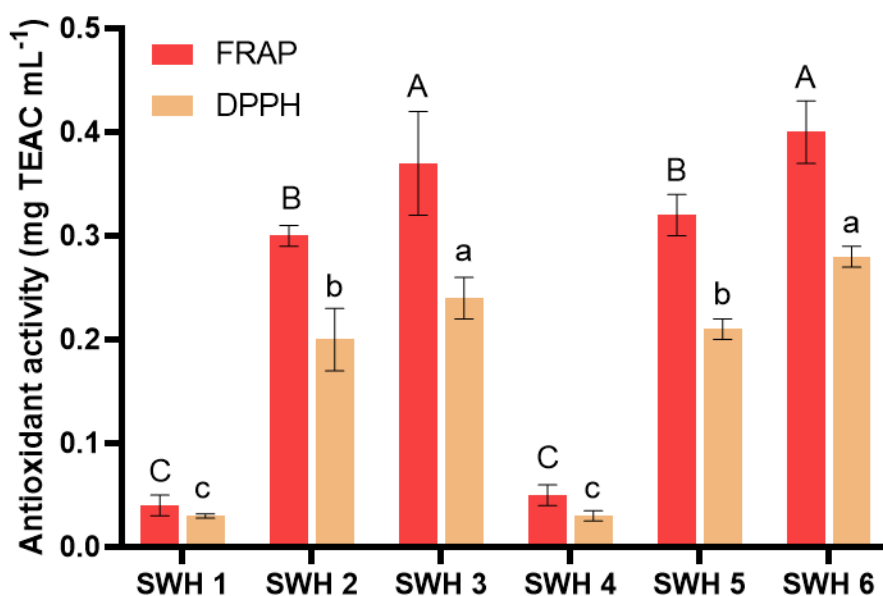 Antioxidant activity (mg TEAC mL⁻¹)
0.5
0.4
0.3
0.2
0.1
0.0
FRAP
DPPH
C
c
B
b
A
a
C
c
B
b
A
a
SWH 1
SWH 2
SWH 3
SWH 4
SWH 5
SWH 6